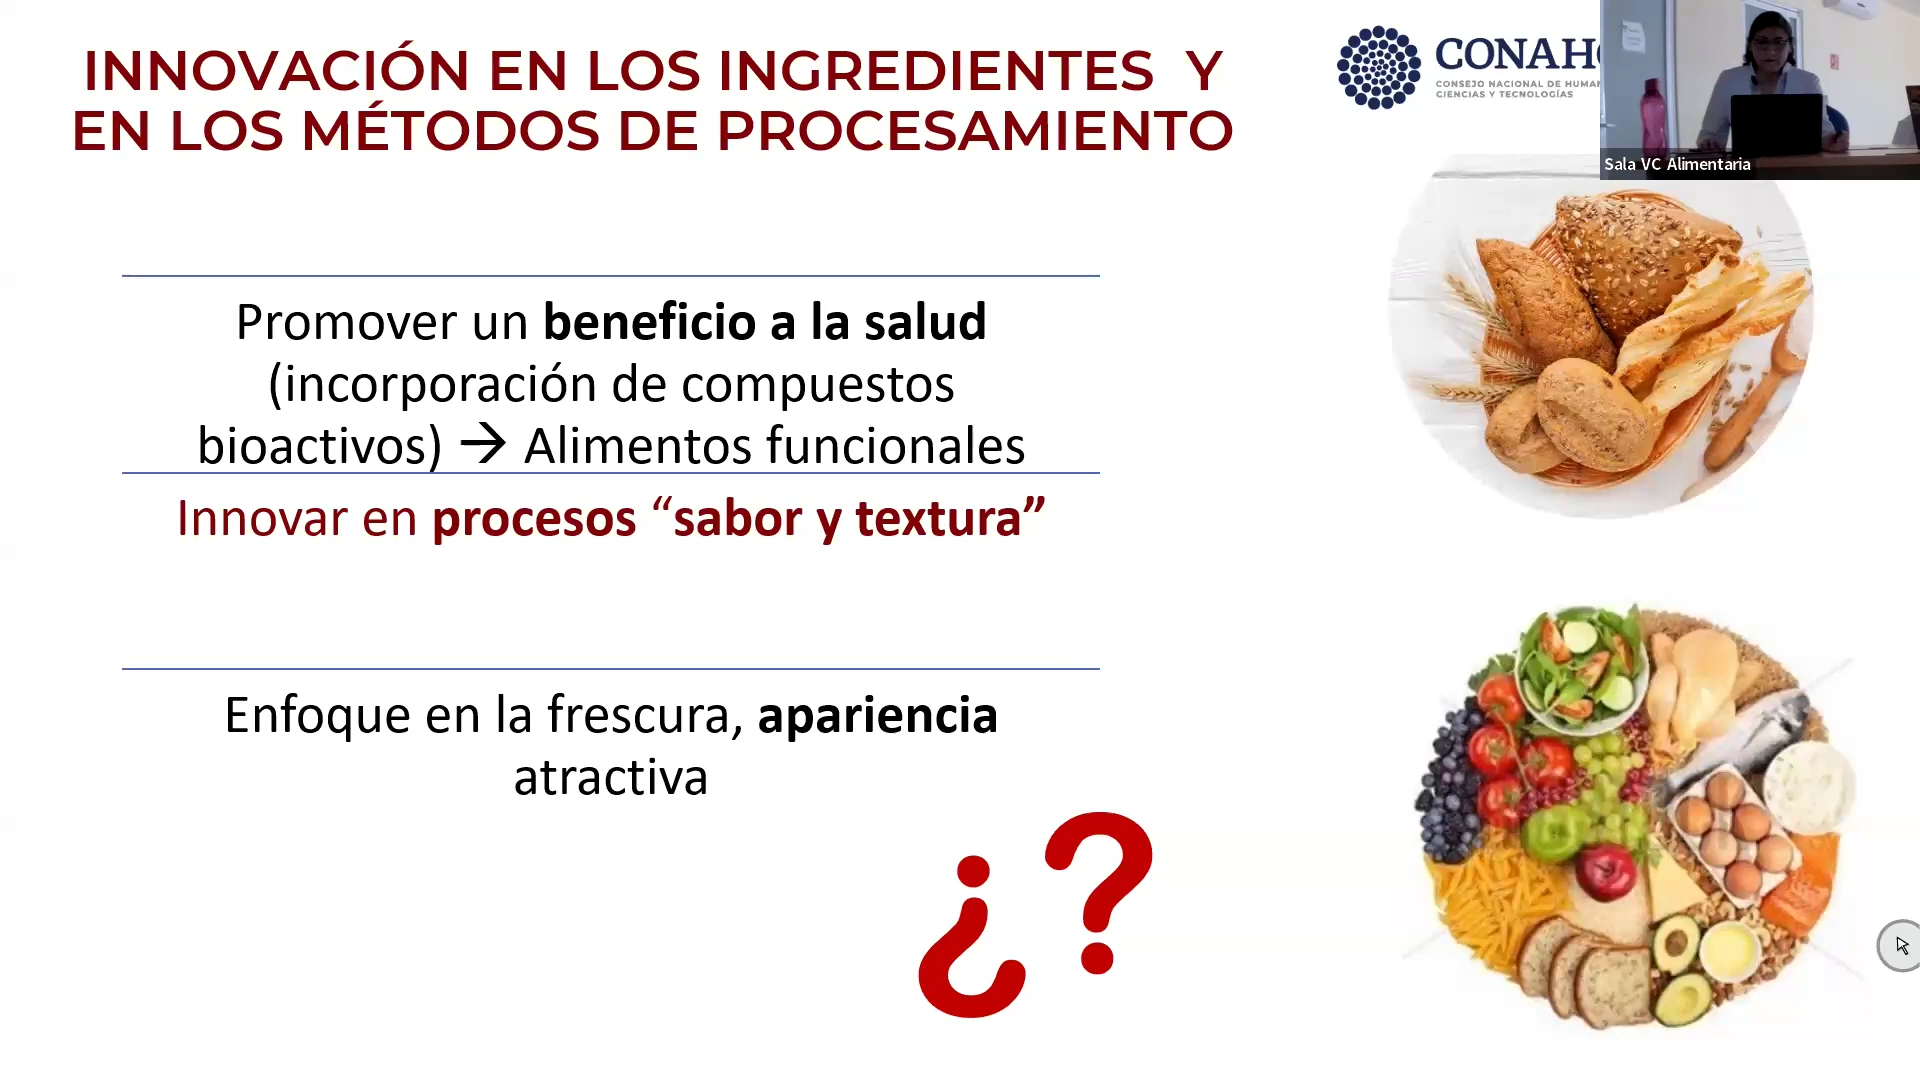 INNOVACIÓN EN LOS INGREDIENTES Y
EN LOS MÉTODOS DE PROCESAMIENTO
CONAH
CONSEJO NACIONAL DE HUMAN
CIENCIAS Y TECNOLOGÍAS
Sala VC Alimentaria
Promover un beneficio a la salud
(incorporación de compuestos
bioactivos) → Alimentos funcionales
Innovar en procesos “sabor y textura”
Enfoque en la frescura, apariencia
atractiva
¿?